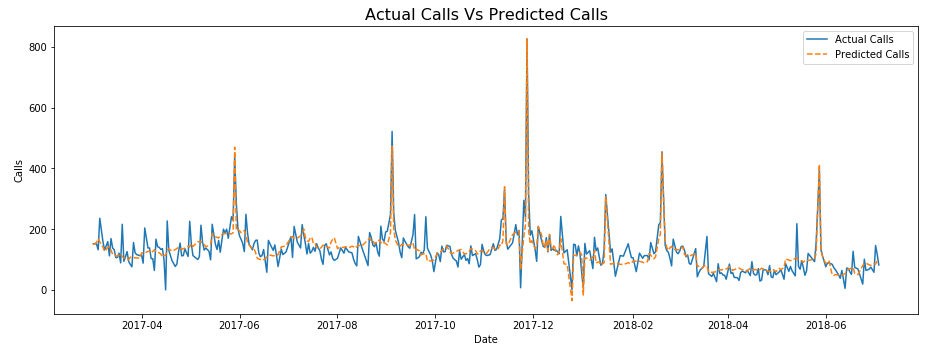 Actual Calls Vs Predicted Calls
Actual Calls
Predicted Calls
800
600
400
200
0
Calls
2017-04 2017-06 2017-08 2017-10 2017-12 2018-02 2018-04 2018-06
Date